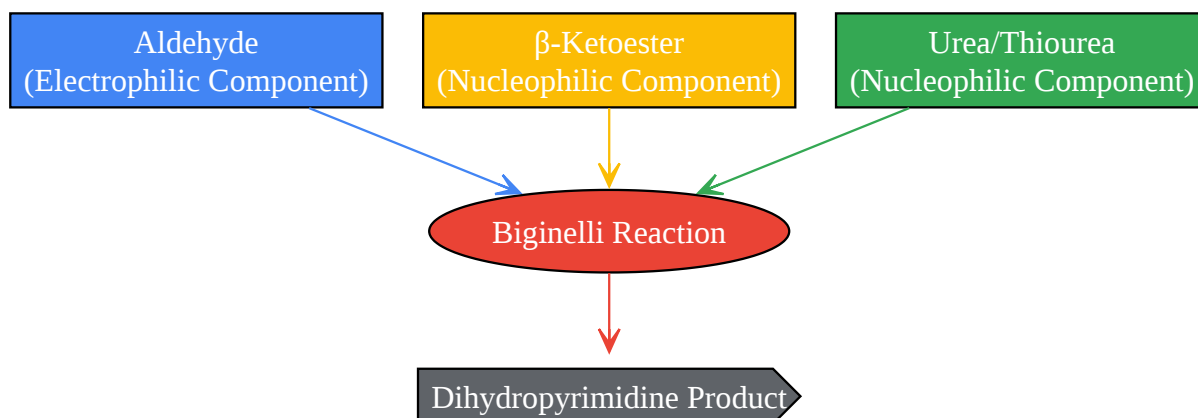 Aldehyde
(Electrophilic Component)
β-Ketoester
(Nucleophilic Component)
Urea/Thiourea
(Nucleophilic Component)
Biginelli Reaction
Dihydropyrimidine Product